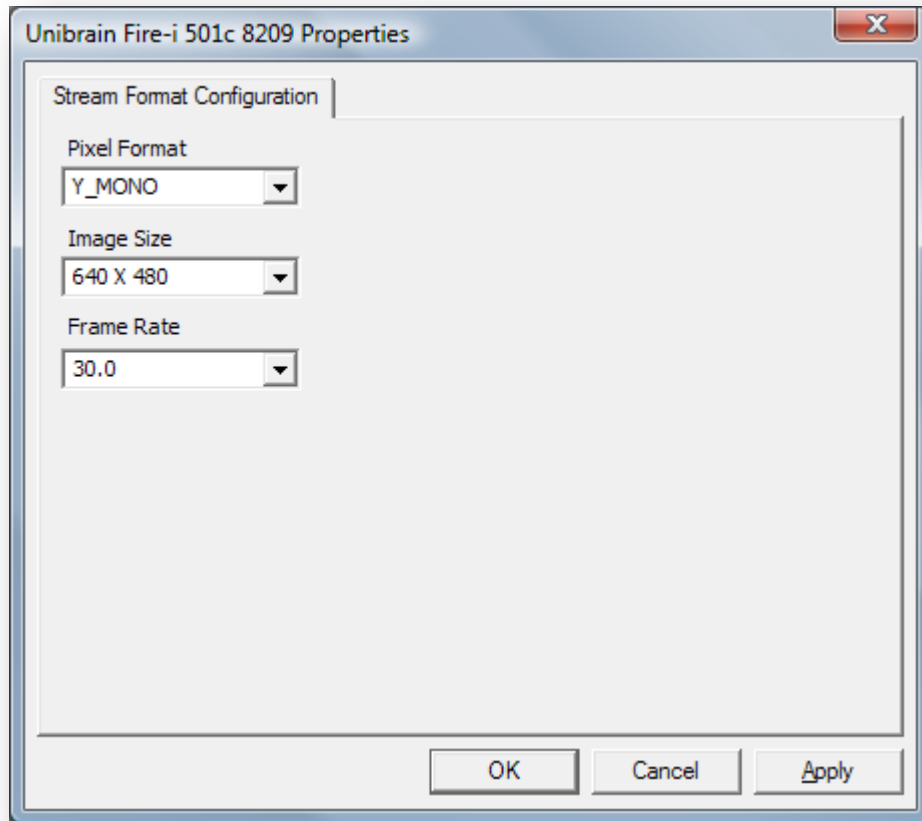 Unibrain Fire-i 501c 8209 Properties
Stream Format Configuration
Pixel Format
Y_MONO
Image Size
640 X 480
Frame Rate
30.0
OK Cancel Apply